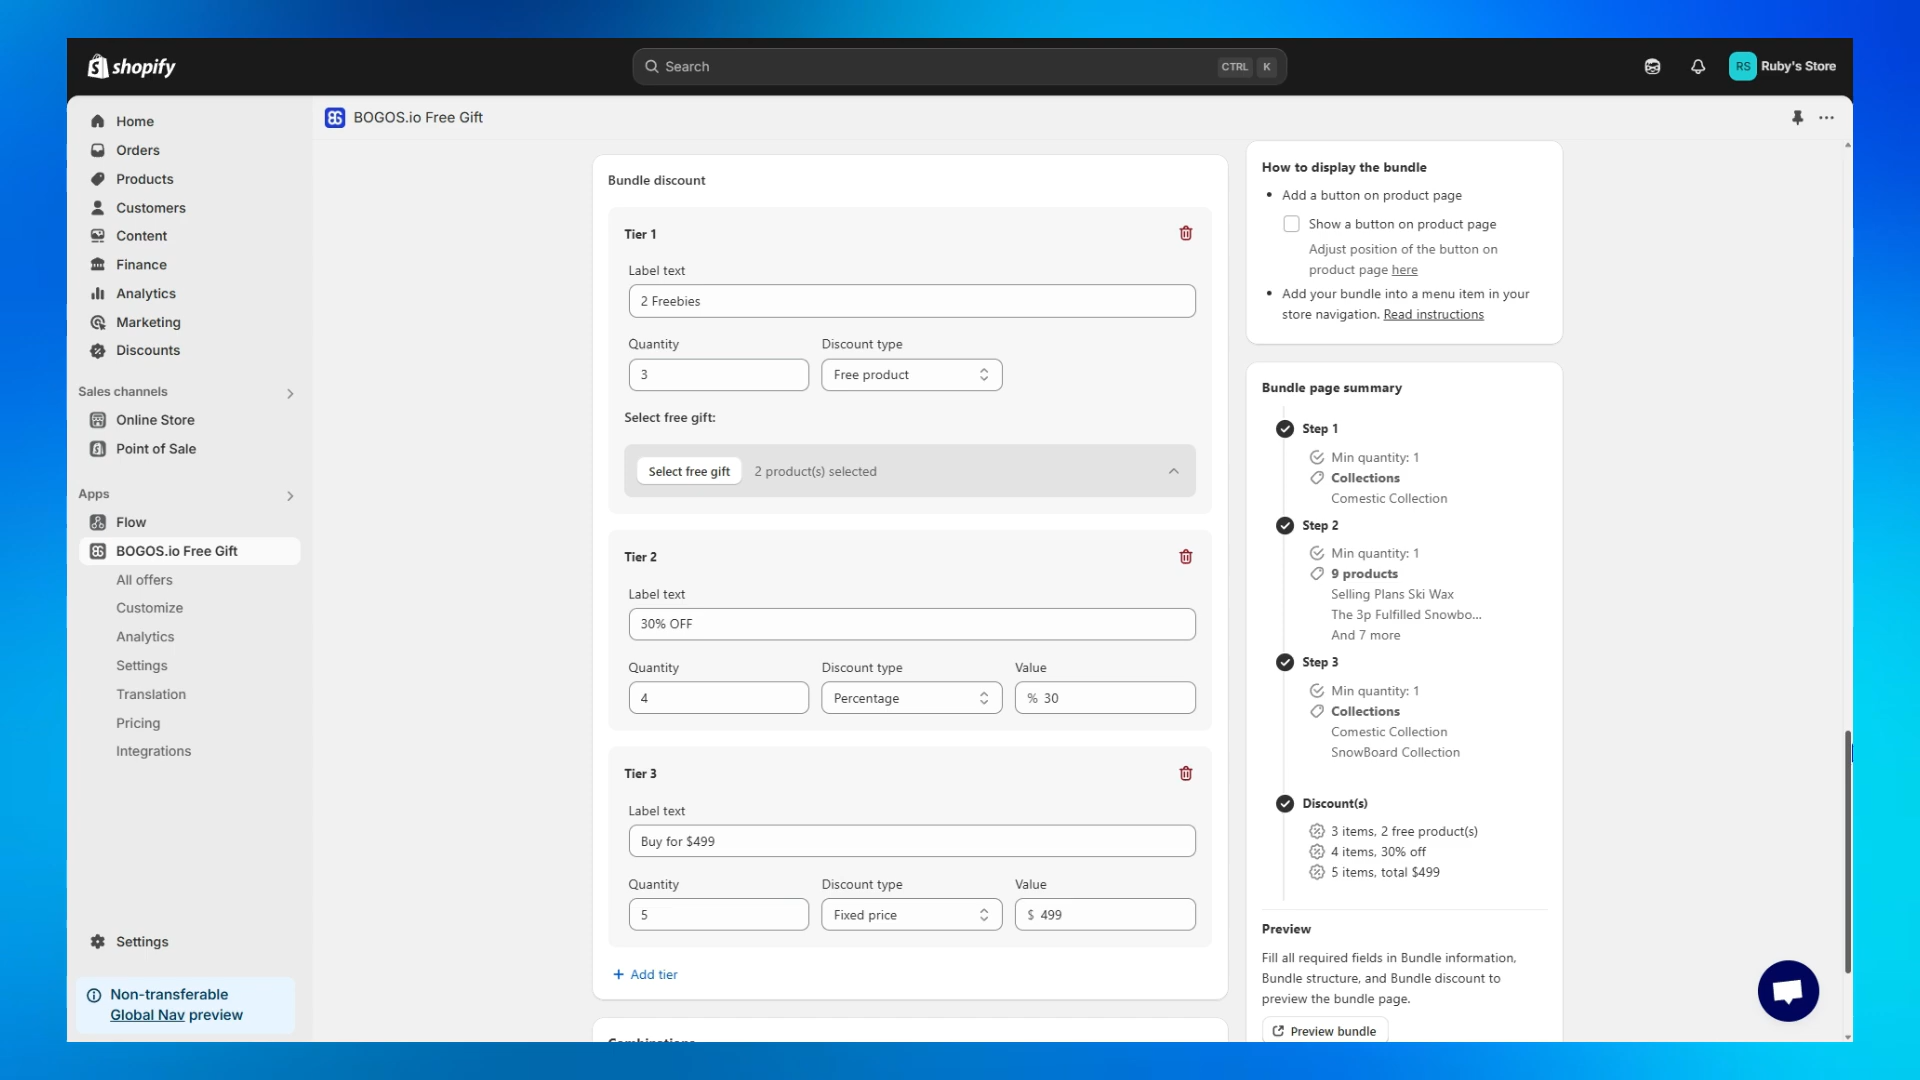 shopify
Search
CTRL K
RS
Ruby's Store
Home
Orders
Products
Customers
Content
Finance
Analytics
Marketing
Discounts
Sales channels
Online Store
Point of Sale
Apps
Flow
BOGOS.io Free Gift
All offers
Customize
Analytics
Settings
Translation
Pricing
Integrations
Settings
Non-transferable
Global Nav preview
BOGOS.io Free Gift
Bundle discount
Tier 1
Label text
2 Freebies
Quantity
Discount type
3
Free product
Select free gift:
Select free gift
2 product(s) selected
Tier 2
Label text
30% OFF
Quantity
Discount type
Value
4
Percentage
% 30
Tier 3
Label text
Buy for $499
Quantity
Discount type
Value
5
Fixed price
$ 499
+ Add tier
Combinations
How to display the bundle
• Add a button on product page
Show a button on product page
Adjust position of the button on
product page here
• Add your bundle into a menu item in your
store navigation. Read instructions
Bundle page summary
Step 1
Min quantity: 1
Collections
Comestic Collection
Step 2
Min quantity: 1
9 products
Selling Plans Ski Wax
The 3p Fulfilled Snowbo...
And 7 more
Step 3
Min quantity: 1
Collections
Comestic Collection
SnowBoard Collection
Discount(s)
3 items, 2 free product(s)
4 items, 30% off
5 items, total $499
Preview
Fill all required fields in Bundle information,
Bundle structure, and Bundle discount to
preview the bundle page.
Preview bundle